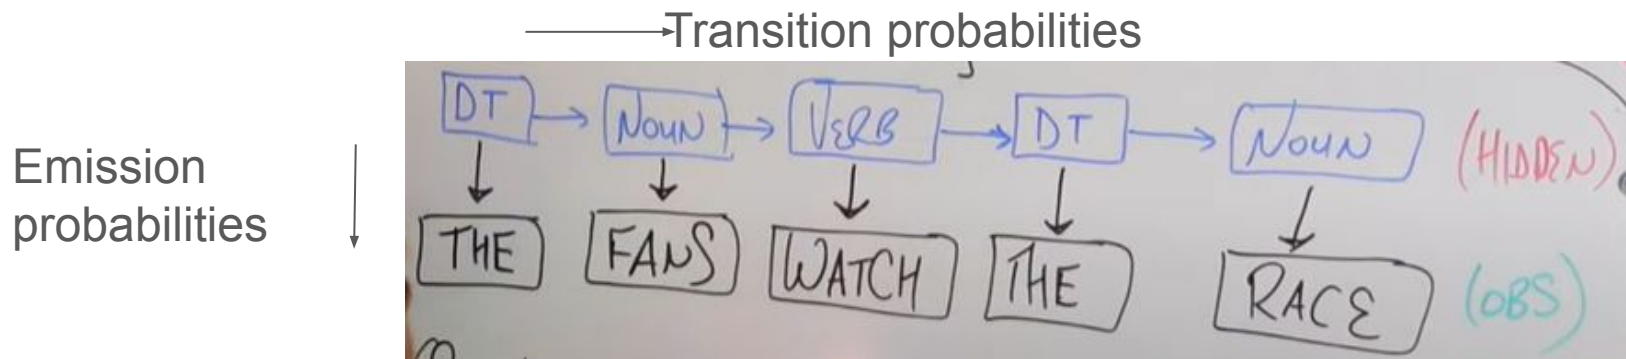 Transition probabilities
DT NOUN VERB DT NOUN (HIDDEN)
Emission
probabilities
THE FANS WATCH THE RACE (OBS)